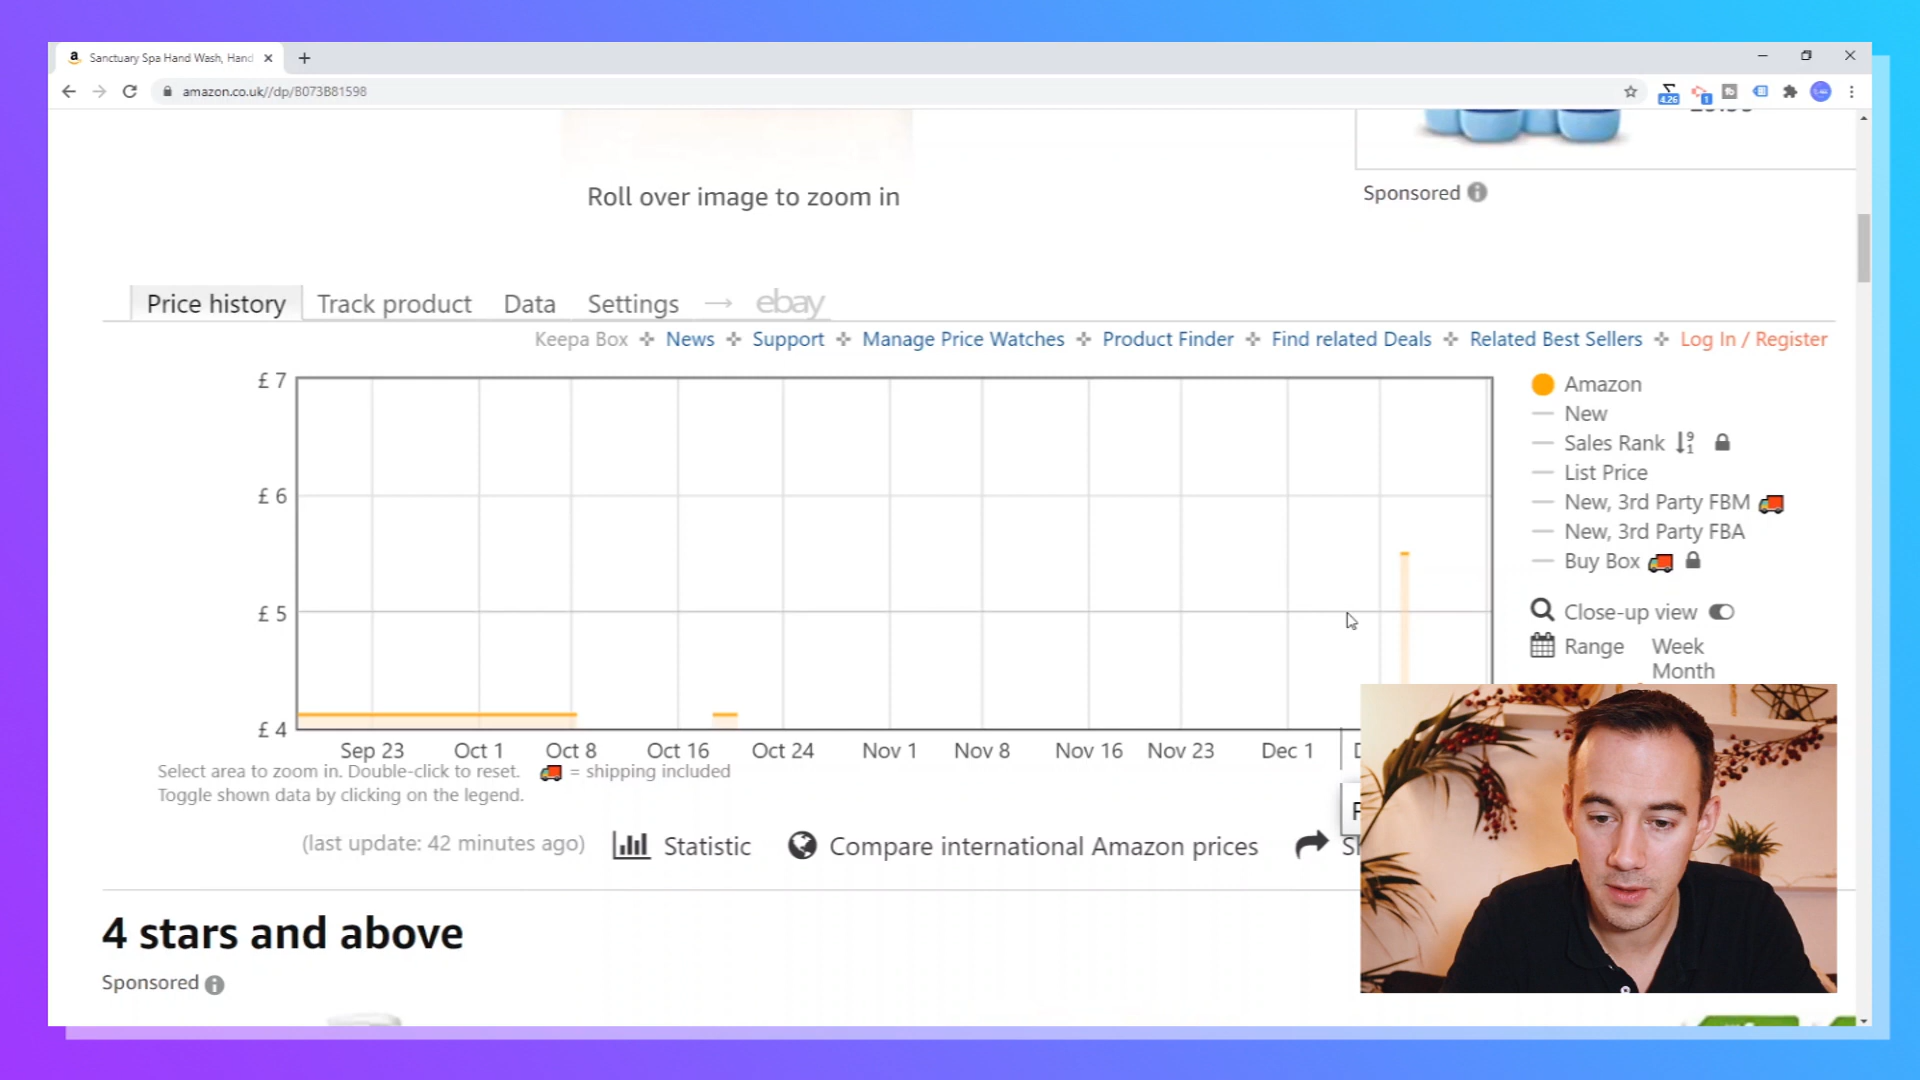 Sanctuary Spa Hand Wash, Hand
amazon.co.uk//dp/B073B81598
4.26
1
Roll over image to zoom in
Sponsored
Price history Track product Data Settings → ebay
Keepa Box News Support Manage Price Watches Product Finder Find related Deals Related Best Sellers Log In / Register
£ 7
£ 6
£ 5
£ 4
Sep 23 Oct 1 Oct 8 Oct 16 Oct 24 Nov 1 Nov 8 Nov 16 Nov 23 Dec 1
Amazon
New
Sales Rank
List Price
New, 3rd Party FBM
New, 3rd Party FBA
Buy Box
Close-up view
Range Week
Month
Select area to zoom in. Double-click to reset. = shipping included
Toggle shown data by clicking on the legend.
(last update: 42 minutes ago) Statistic Compare international Amazon prices
4 stars and above
Sponsored